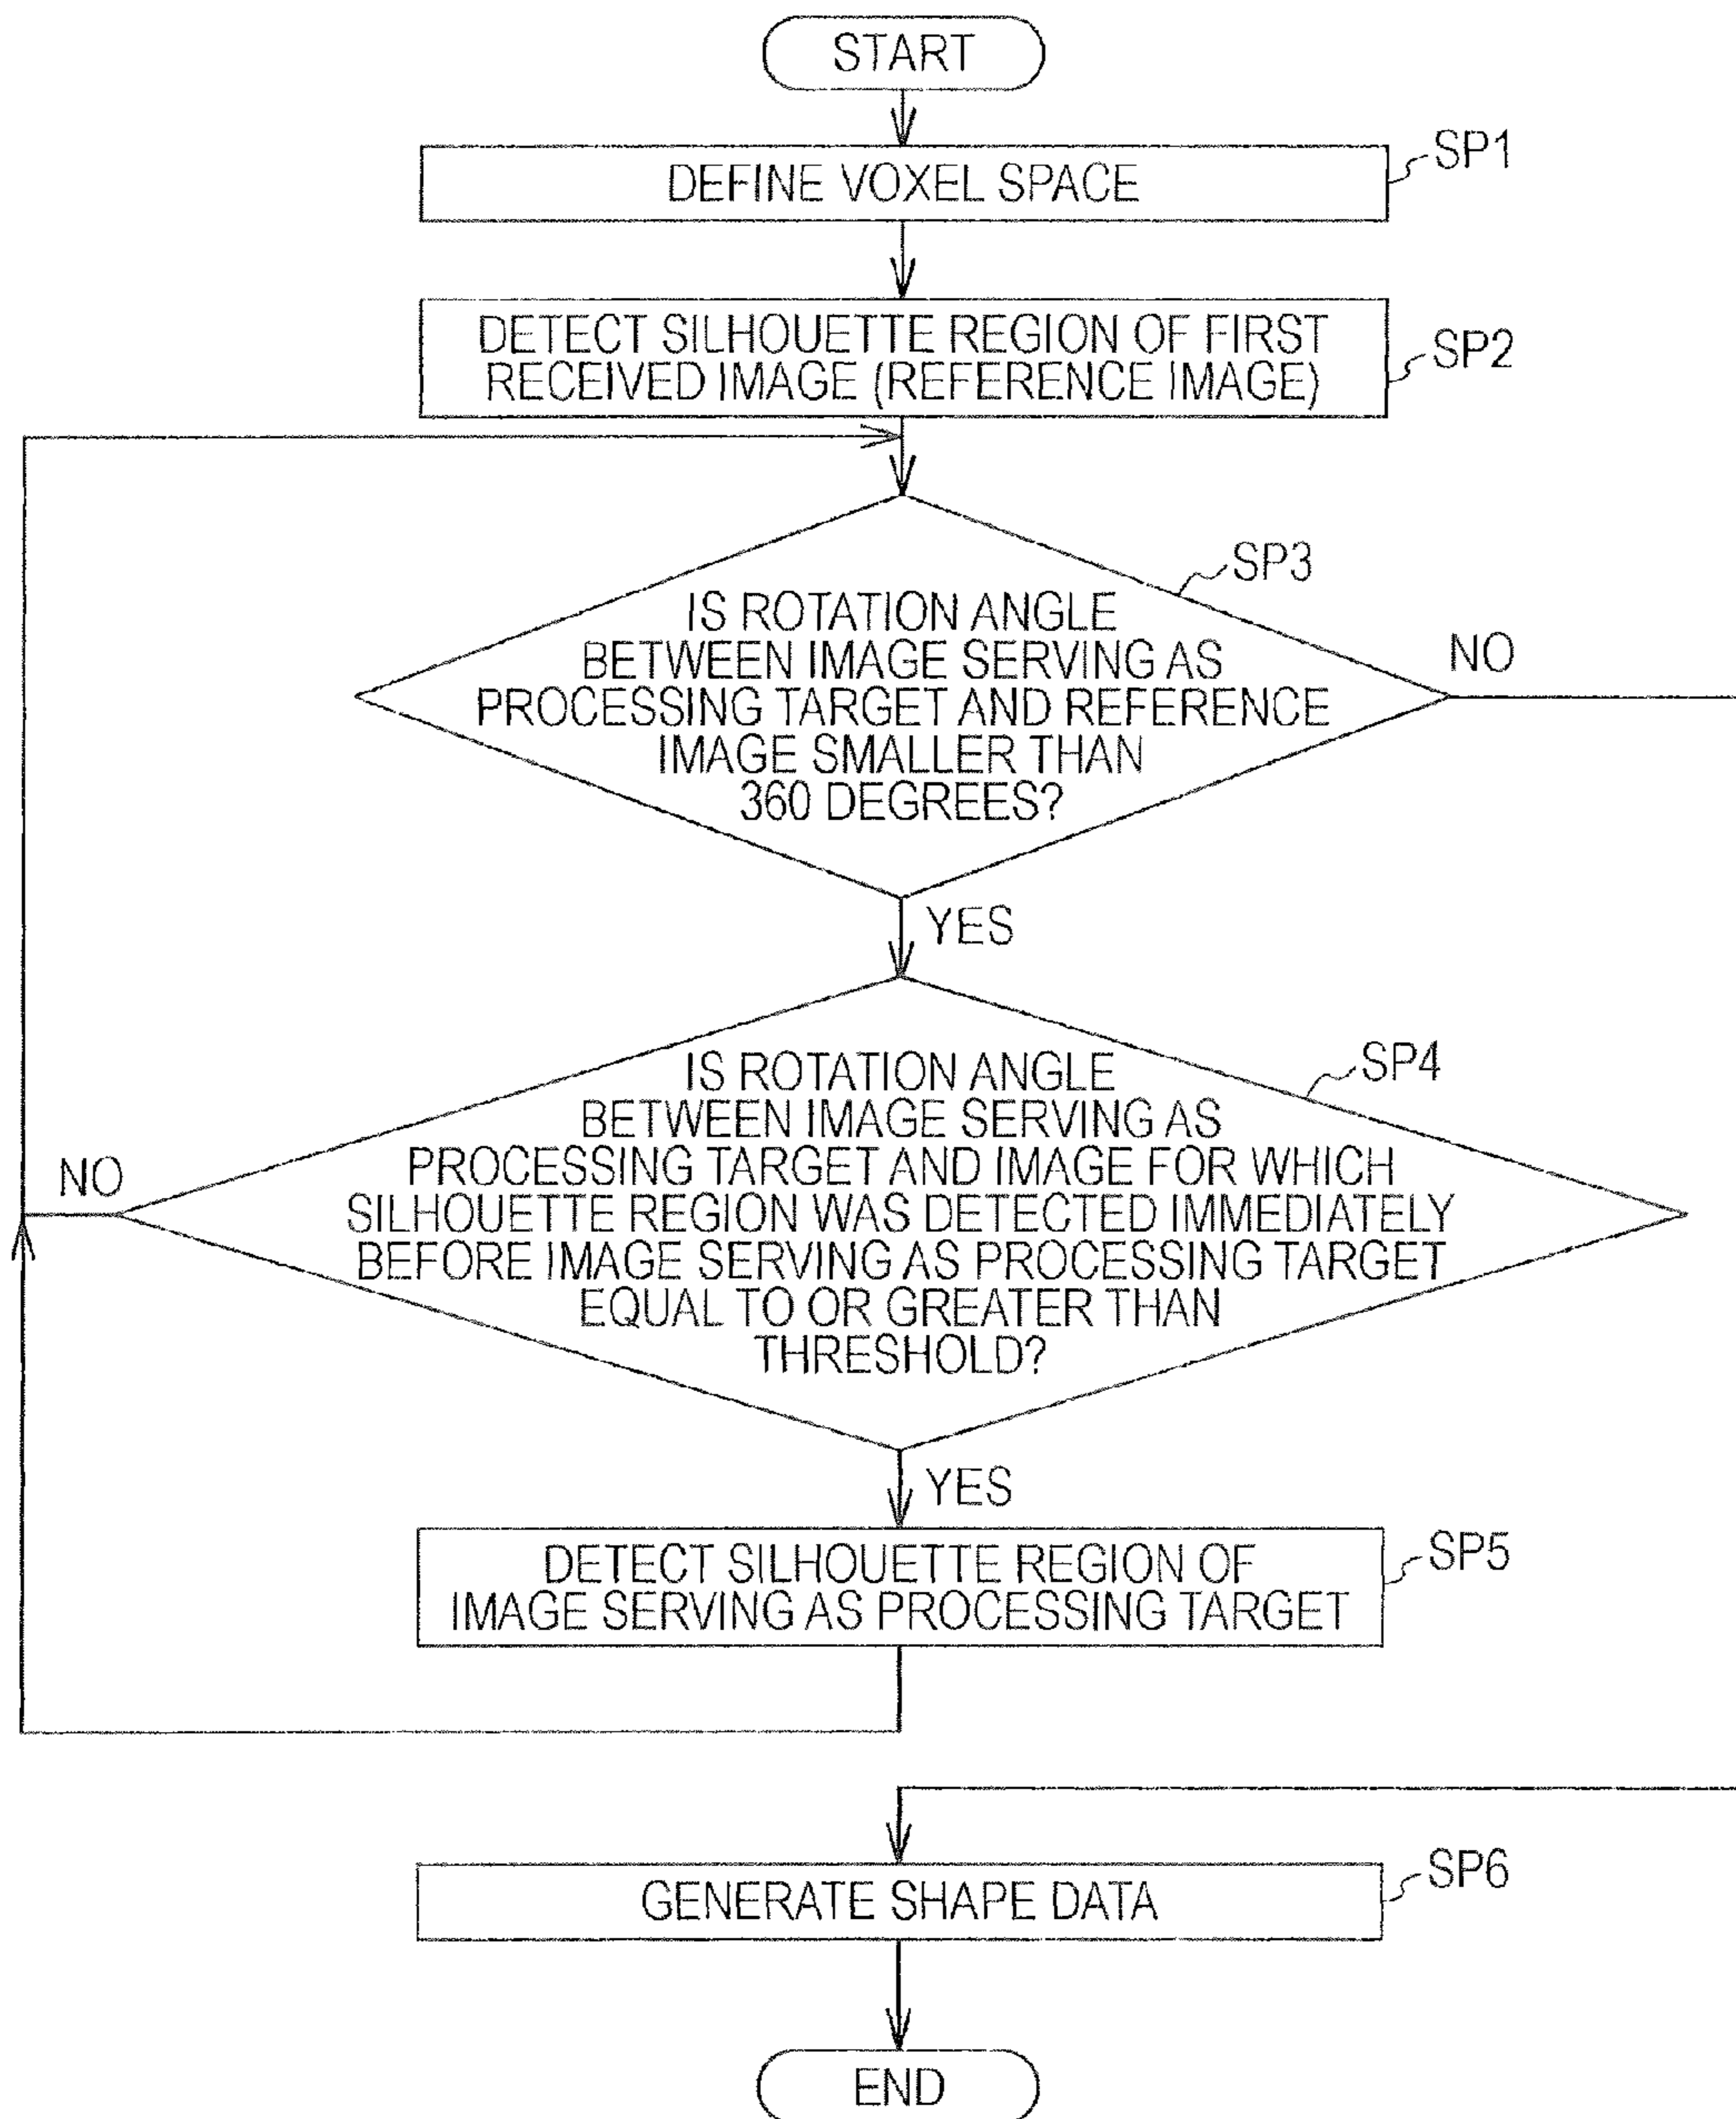 START
DEFINE VOXEL SPACE
SP1
DETECT SILHOUETTE REGION OF FIRST
RECEIVED IMAGE (REFERENCE IMAGE)
SP2
SP3
IS ROTATION ANGLE
BETWEEN IMAGE SERVING AS
PROCESSING TARGET AND REFERENCE
IMAGE SMALLER THAN
360 DEGREES?
NO
YES
SP4
IS ROTATION ANGLE
BETWEEN IMAGE SERVING AS
PROCESSING TARGET AND IMAGE FOR WHICH
SILHOUETTE REGION WAS DETECTED IMMEDIATELY
BEFORE IMAGE SERVING AS PROCESSING TARGET
EQUAL TO OR GREATER THAN
THRESHOLD?
NO
YES
DETECT SILHOUETTE REGION OF
IMAGE SERVING AS PROCESSING TARGET
SP5
GENERATE SHAPE DATA
SP6
END